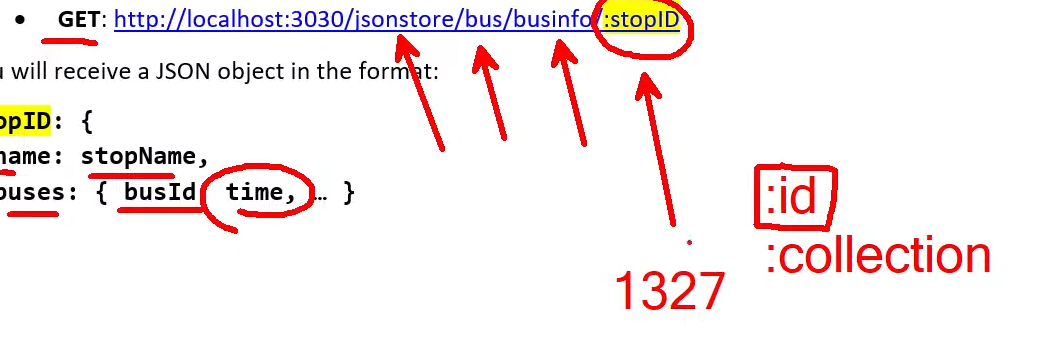 • GET: http://localhost:3030/jsonstore/bus/businfo/:stopID
will receive a JSON object in the format:
opID: {
name: stopName,
buses: { busId time, … }
:id
:collection
1327